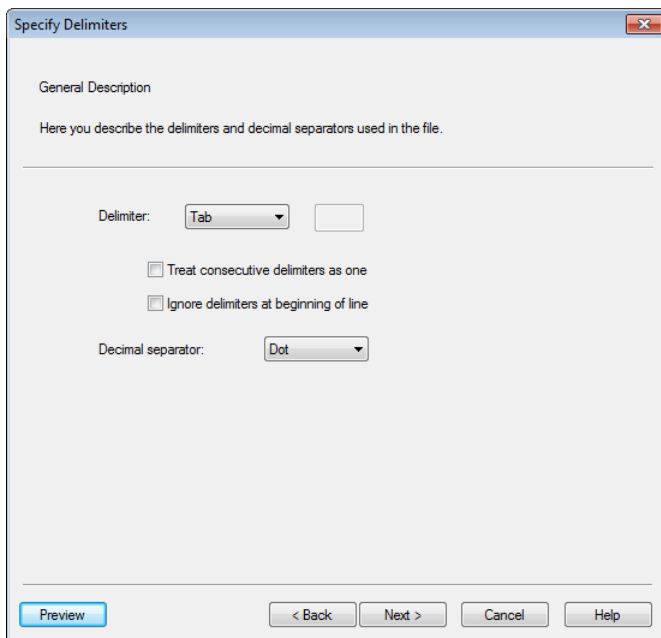 Specify Delimiters
General Description
Here you describe the delimiters and decimal separators used in the file.
Delimiter: Tab
Treat consecutive delimiters as one
Ignore delimiters at beginning of line
Decimal separator: Dot
Preview < Back Next > Cancel Help